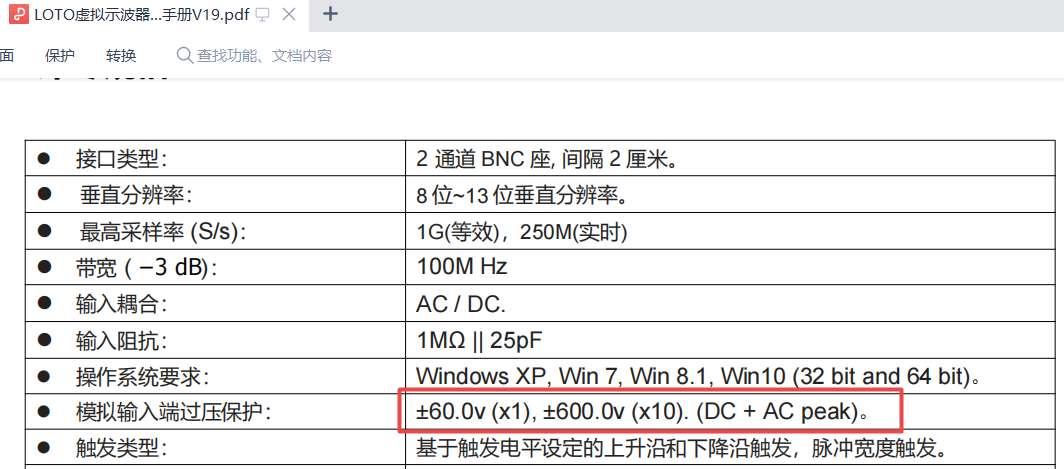 LOTO虚拟示波器...手册V19.pdf
面 保护 转换 查找功能、文档内容
● 接口类型： 2 通道 BNC 座, 间隔 2 厘米。
● 垂直分辨率： 8 位~13 位垂直分辨率。
● 最高采样率 (S/s)： 1G(等效)，250M(实时)
● 带宽 ( −3 dB)： 100M Hz
● 输入耦合： AC / DC.
● 输入阻抗： 1MΩ || 25pF
● 操作系统要求： Windows XP, Win 7, Win 8.1, Win10 (32 bit and 64 bit)。
● 模拟输入端过压保护： ±60.0v (x1), ±600.0v (x10). (DC + AC peak)。
● 触发类型： 基于触发电平设定的上升沿和下降沿触发，脉冲宽度触发。